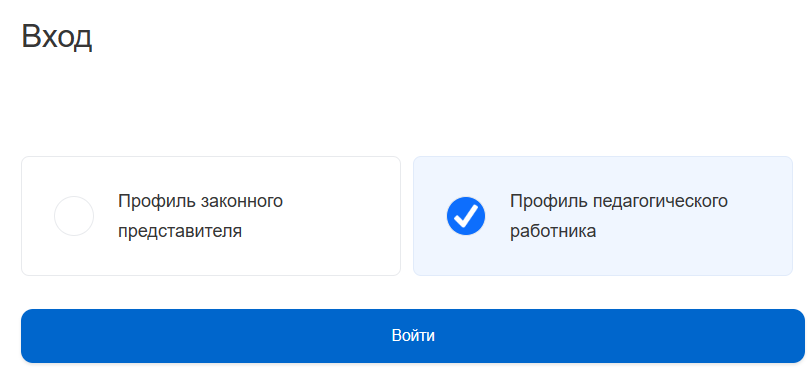 Вход
Профиль законного
представителя
Профиль педагогического
работника
Войти